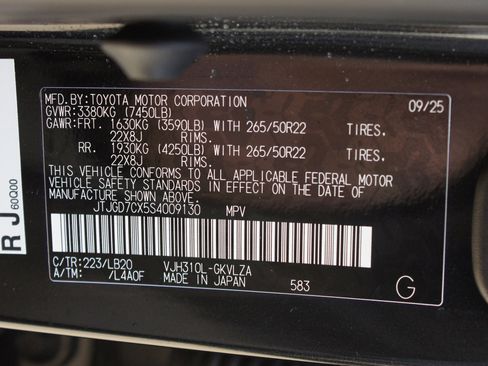 MFD.BY:TOYOTA MOTOR CORPORATION 09/25
GVWR:3380KG (7450LB)
GAWR:FRT. 1630KG (3590LB) WITH 265/50R22 TIRES.
22X8J RIMS.
RR. 1930KG (4250LB) WITH 265/50R22 TIRES.
22X8J RIMS.
THIS VEHICLE CONFORMS TO ALL APPLICABLE FEDERAL MOTOR
VEHICLE SAFETY STANDARDS IN EFFECT ON THE DATE OF
MANUFACTURE SHOWN ABOVE.
JTJGD7CX5S4009130 MPV
C/TR:223/LB20 VJH310L-GKVLZA
A/TM: /L4A0F MADE IN JAPAN 583 G
RJ
60Q00